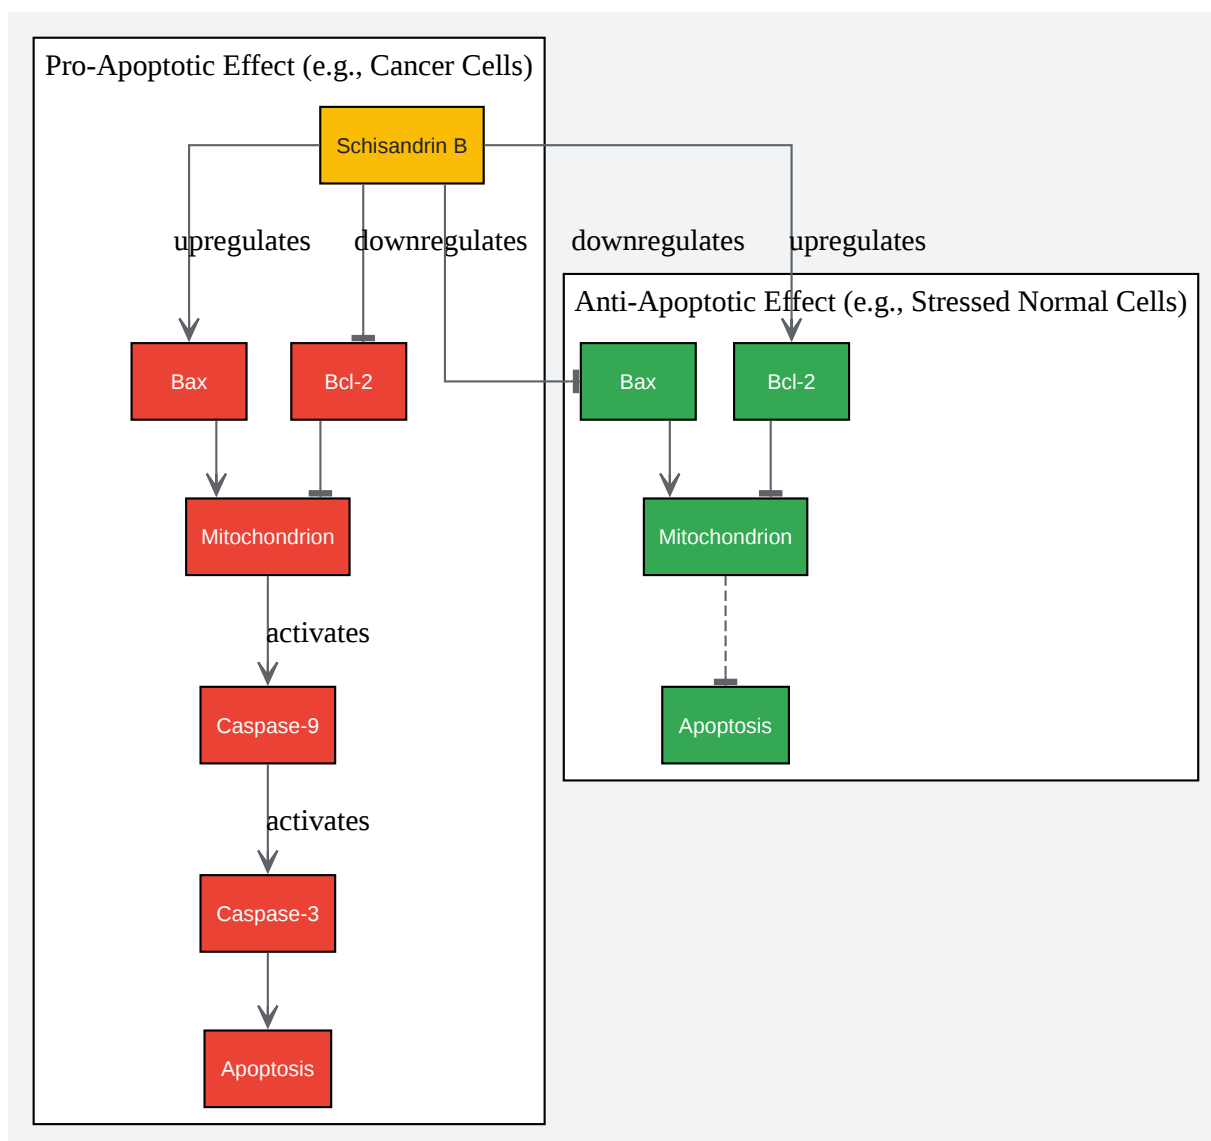 Pro-Apoptotic Effect (e.g., Cancer Cells)
Schisandrin B
upregulates
downregulates
downregulates
upregulates
Anti-Apoptotic Effect (e.g., Stressed Normal Cells)
Bax
Bcl-2
Bax
Bcl-2
Mitochondrion
Mitochondrion
activates
Caspase-9
Apoptosis
activates
Caspase-3
Apoptosis